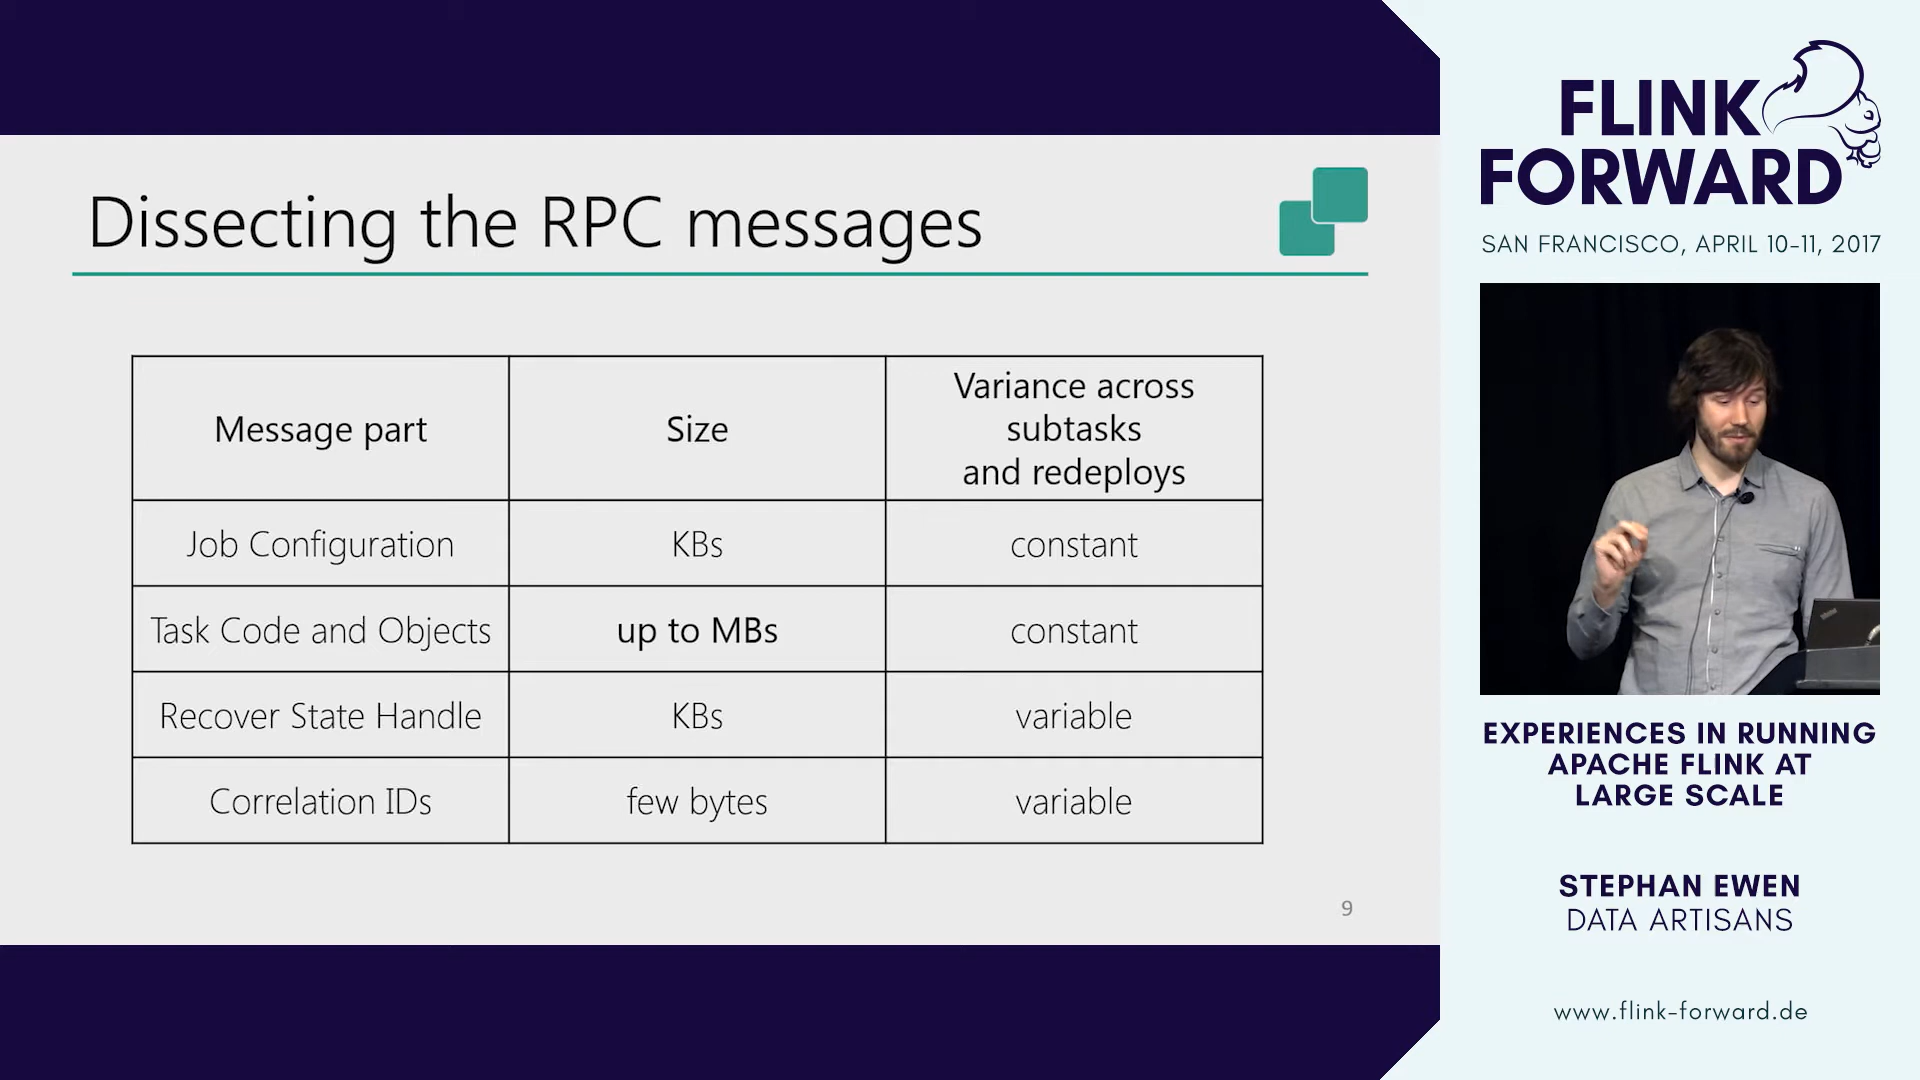 Dissecting the RPC messages
Message part
Size
Variance across
subtasks
and redeploys
Job Configuration
KBs
constant
Task Code and Objects
up to MBs
constant
Recover State Handle
KBs
variable
Correlation IDs
few bytes
variable
9
FLINK
FORWARD
SAN FRANCISCO, APRIL 10-11, 2017
EXPERIENCES IN RUNNING
APACHE FLINK AT
LARGE SCALE
STEPHAN EWEN
DATA ARTISANS
www.flink-forward.de